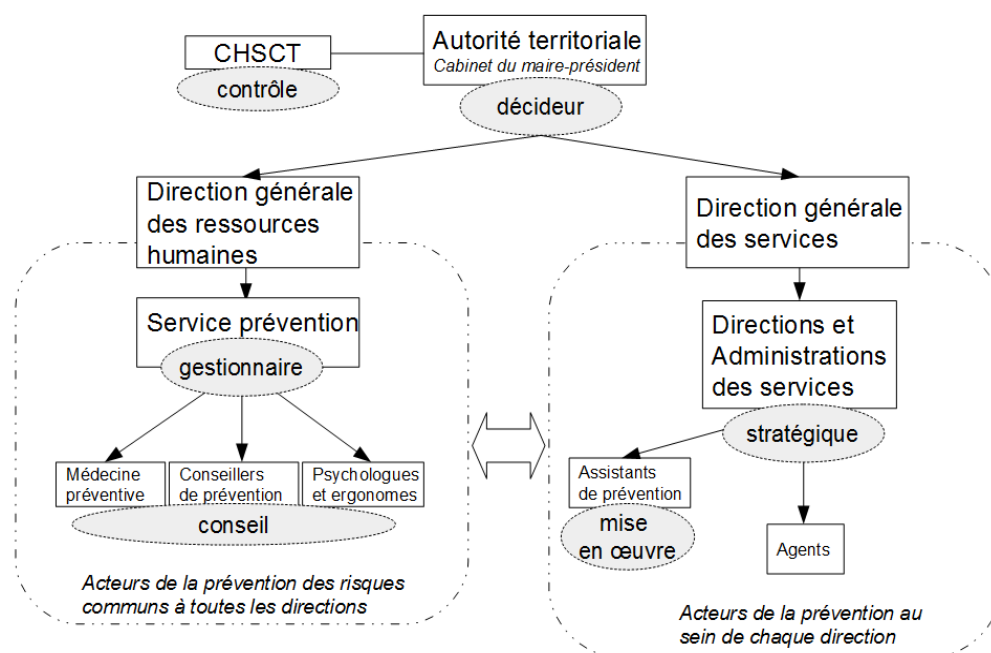 CHSCT
contrôle
Autorité territoriale
Cabinet du maire-président
décideur
Direction générale
des ressources
humaines
Service prévention
gestionnaire
Médecine
préventive
Conseillers
de prévention
Psychologues
et ergonomes
conseil
Acteurs de la prévention des risques
communs à toutes les directions
Direction générale
des services
Directions et
Administrations
des services
stratégique
Assistants
de prévention
mise
en œuvre
Agents
Acteurs de la prévention au
sein de chaque direction